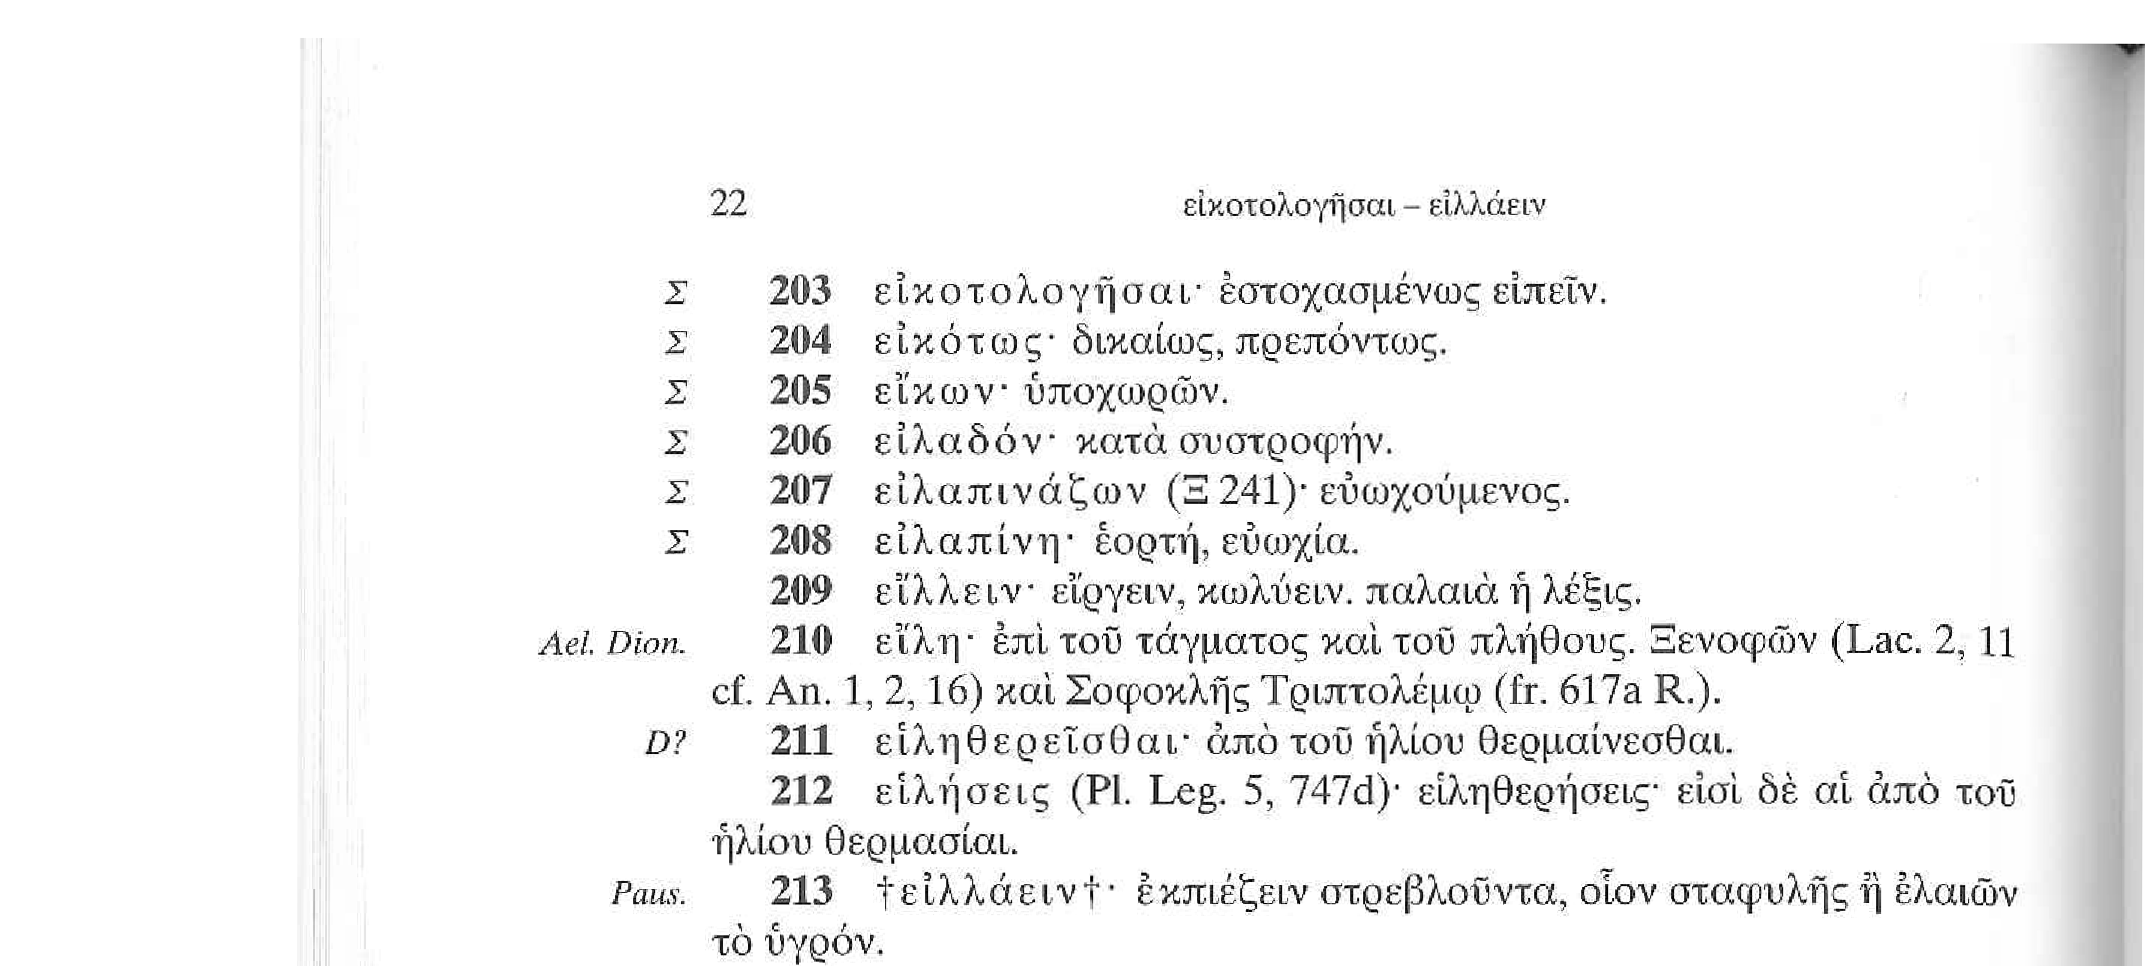 22 εἰκοτολογῆσαι – εἰλλάειν
Σ 203 εἰκοτολογῆσαι· ἐστοχασμένως εἰπεῖν.
Σ 204 εἰκότως· δικαίως, πρεπόντως.
Σ 205 εἴκων· ὑποχωρῶν.
Σ 206 εἰλαδόν· κατὰ συστροφήν.
Σ 207 εἰλαπινάζων (Ξ 241)· εὐωχούμενος.
Σ 208 εἰλαπίνη· ἑορτή, εὐωχία.
209 εἴλλειν· εἴργειν, κωλύειν. παλαιὰ ἡ λέξις.
Ael. Dion. 210 εἴλη· ἐπὶ τοῦ τάγματος καὶ τοῦ πλήθους. Ξενοφῶν (Lac. 2, 11
cf. An. 1, 2, 16) καὶ Σοφοκλῆς Τριπτολέμῳ (fr. 617a R.).
D? 211 εἱληθερεῖσθαι· ἀπὸ τοῦ ἡλίου θερμαίνεσθαι.
212 εἱλήσεις (Pl. Leg. 5, 747d)· εἱληθερήσεις· εἰσὶ δὲ αἱ ἀπὸ τοῦ
ἡλίου θερμασίαι.
Paus. 213 †εἰλλάειν†· ἐκπιέζειν στρεβλοῦντα, οἷον σταφυλῆς ἢ ἐλαιῶν
τὸ ὑγρόν.